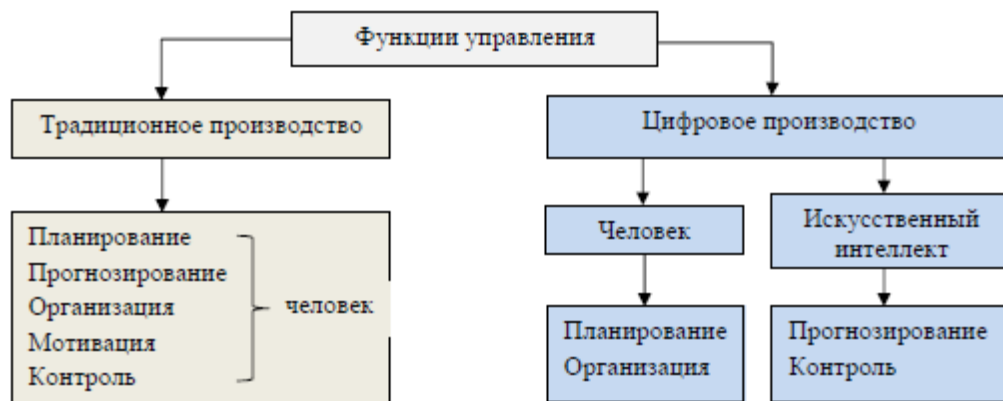 Функции управления
Традиционное производство
Цифровое производство
Планирование
Прогнозирование
Организация
Мотивация
Контроль
человек
Человек
Искусственный
интеллект
Планирование
Организация
Прогнозирование
Контроль